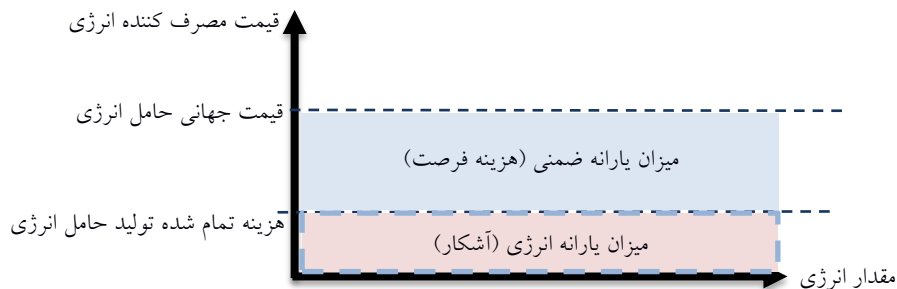 قیمت مصرف کننده انرژی
قیمت جهانی حامل انرژی
میزان یارانه ضمنی (هزینه فرصت)
هزینه تمام شده تولید حامل انرژی
میزان یارانه انرژی (آشکار)
مقدار انرژی